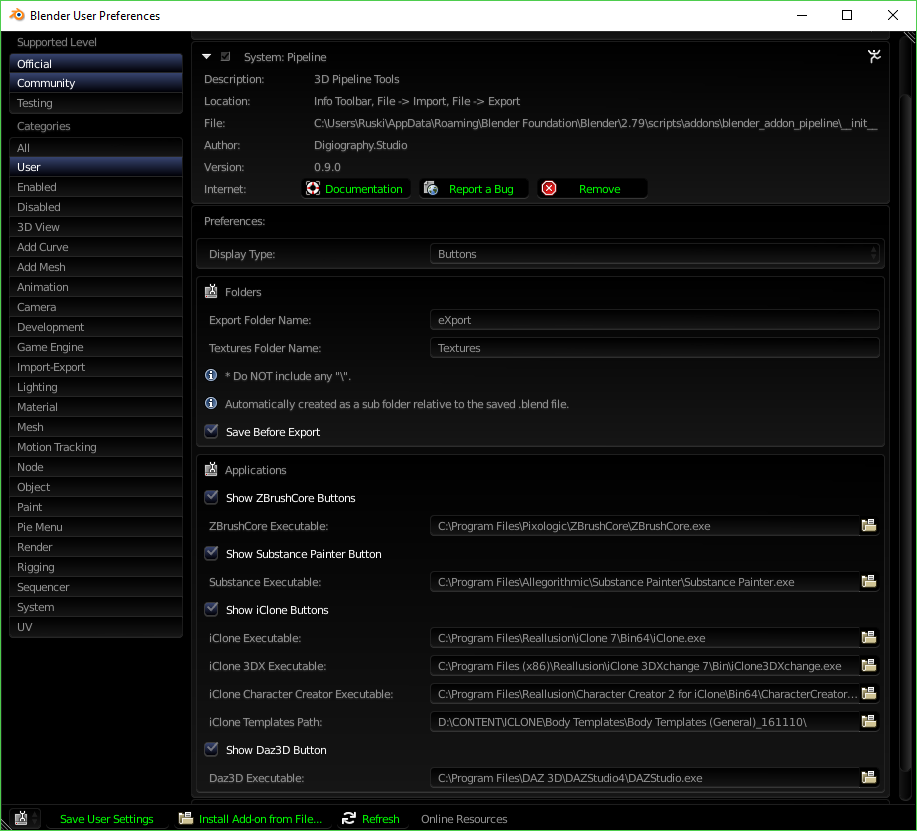 Blender User Preferences
Supported Level
Official
Community
Testing
Categories
All
User
Enabled
Disabled
3D View
Add Curve
Add Mesh
Animation
Camera
Development
Game Engine
Import-Export
Lighting
Material
Mesh
Motion Tracking
Node
Object
Paint
Pie Menu
Render
Rigging
Sequencer
System
UV
System: Pipeline
Description: 3D Pipeline Tools
Location: Info Toolbar, File -> Import, File -> Export
File: C:\Users\Ruski\AppData\Roaming\Blender Foundation\Blender\2.79\scripts\addons\blender_addon_pipeline\__init__
Author: Digiography.Studio
Version: 0.9.0
Internet: Documentation Report a Bug Remove
Preferences:
Display Type: Buttons
Folders
Export Folder Name: eXport
Textures Folder Name: Textures
* Do NOT include any "\".
Automatically created as a sub folder relative to the saved .blend file.
Save Before Export
Applications
Show ZBrushCore Buttons
ZBrushCore Executable: C:\Program Files\Pixologic\ZBrushCore\ZBrushCore.exe
Show Substance Painter Button
Substance Executable: C:\Program Files\Allegorithmic\Substance Painter\Substance Painter.exe
Show iClone Buttons
iClone Executable: C:\Program Files\Reallusion\iClone 7\Bin64\iClone.exe
iClone 3DX Executable: C:\Program Files (x86)\Reallusion\iClone 3DXchange 7\Bin\iClone3DXchange.exe
iClone Character Creator Executable: C:\Program Files\Reallusion\Character Creator 2 for iClone\Bin64\CharacterCreator...
iClone Templates Path: D:\CONTENT\ICLONE\Body Templates\Body Templates (General)_161110\
Show Daz3D Button
Daz3D Executable: C:\Program Files\DAZ 3D\DAZStudio4\DAZStudio.exe
Save User Settings Install Add-on from File... Refresh Online Resources